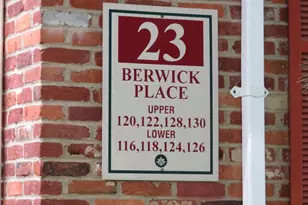 23
BERWICK
PLACE
UPPER
120,122,128,130
LOWER
116,118,124,126